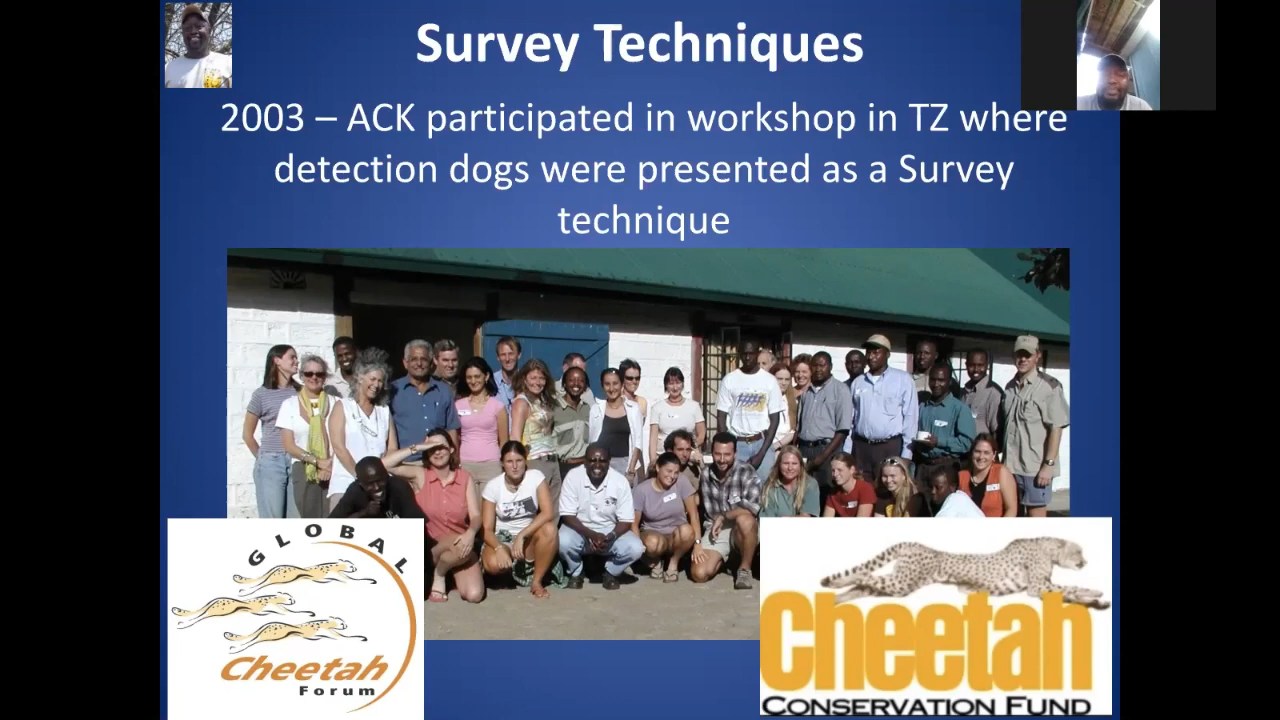 Survey Techniques
2003 – ACK participated in workshop in TZ where
detection dogs were presented as a Survey
technique
GLOBAL
Cheetah
Forum
Cheetah
CONSERVATION FUND